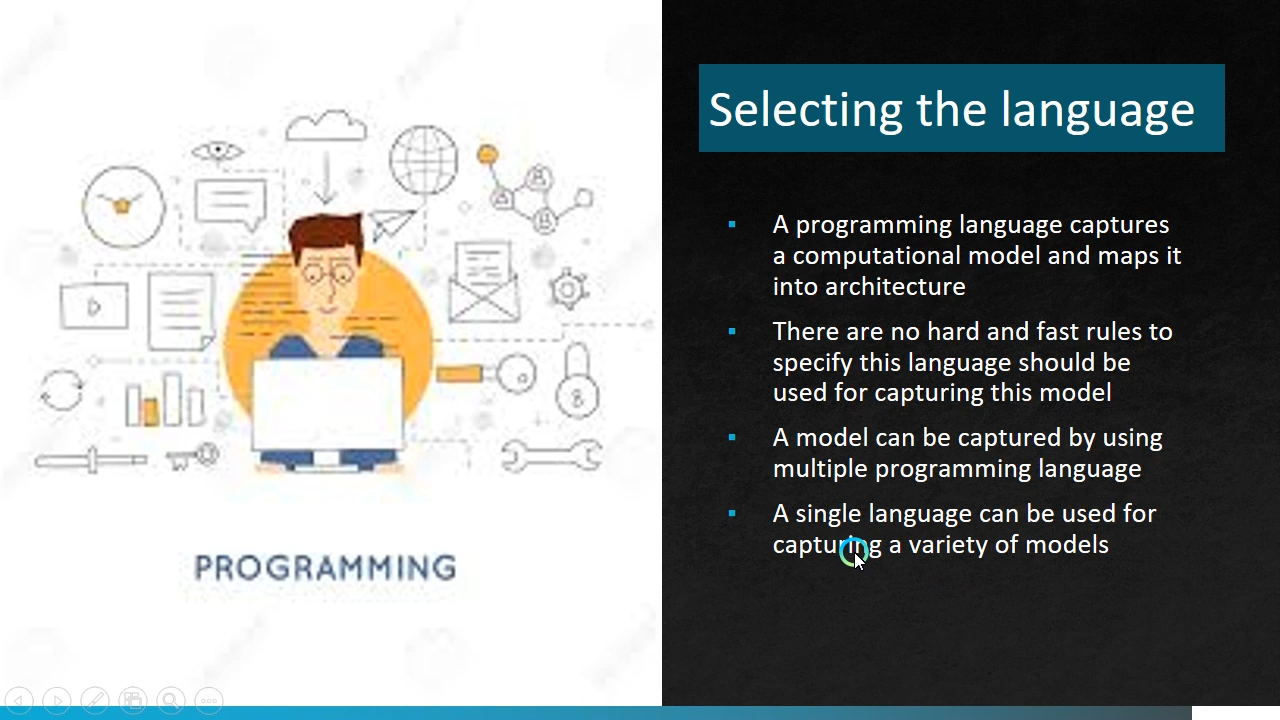 Selecting the language
A programming language captures
a computational model and maps it
into architecture
There are no hard and fast rules to
specify this language should be
used for capturing this model
A model can be captured by using
multiple programming language
A single language can be used for
capturing a variety of models
PROGRAMMING